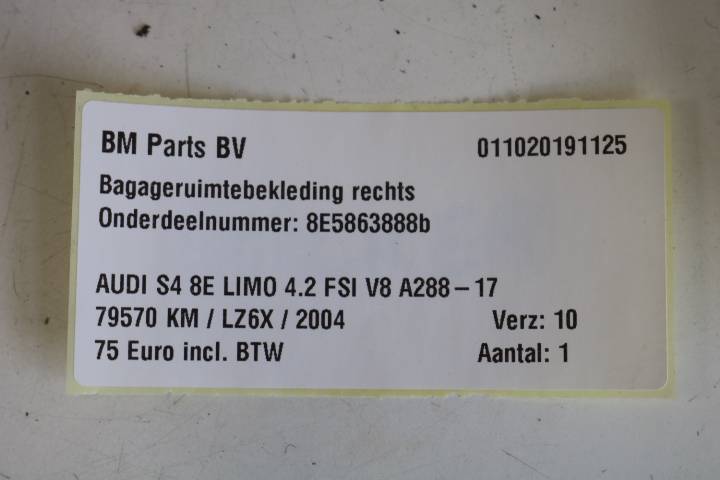 BM Parts BV 011020191125
Bagageruimtebekleding rechts
Onderdeelnummer: 8E5863888b
AUDI S4 8E LIMO 4.2 FSI V8 A288 – 17
79570 KM / LZ6X / 2004 Verz: 10
75 Euro incl. BTW Aantal: 1